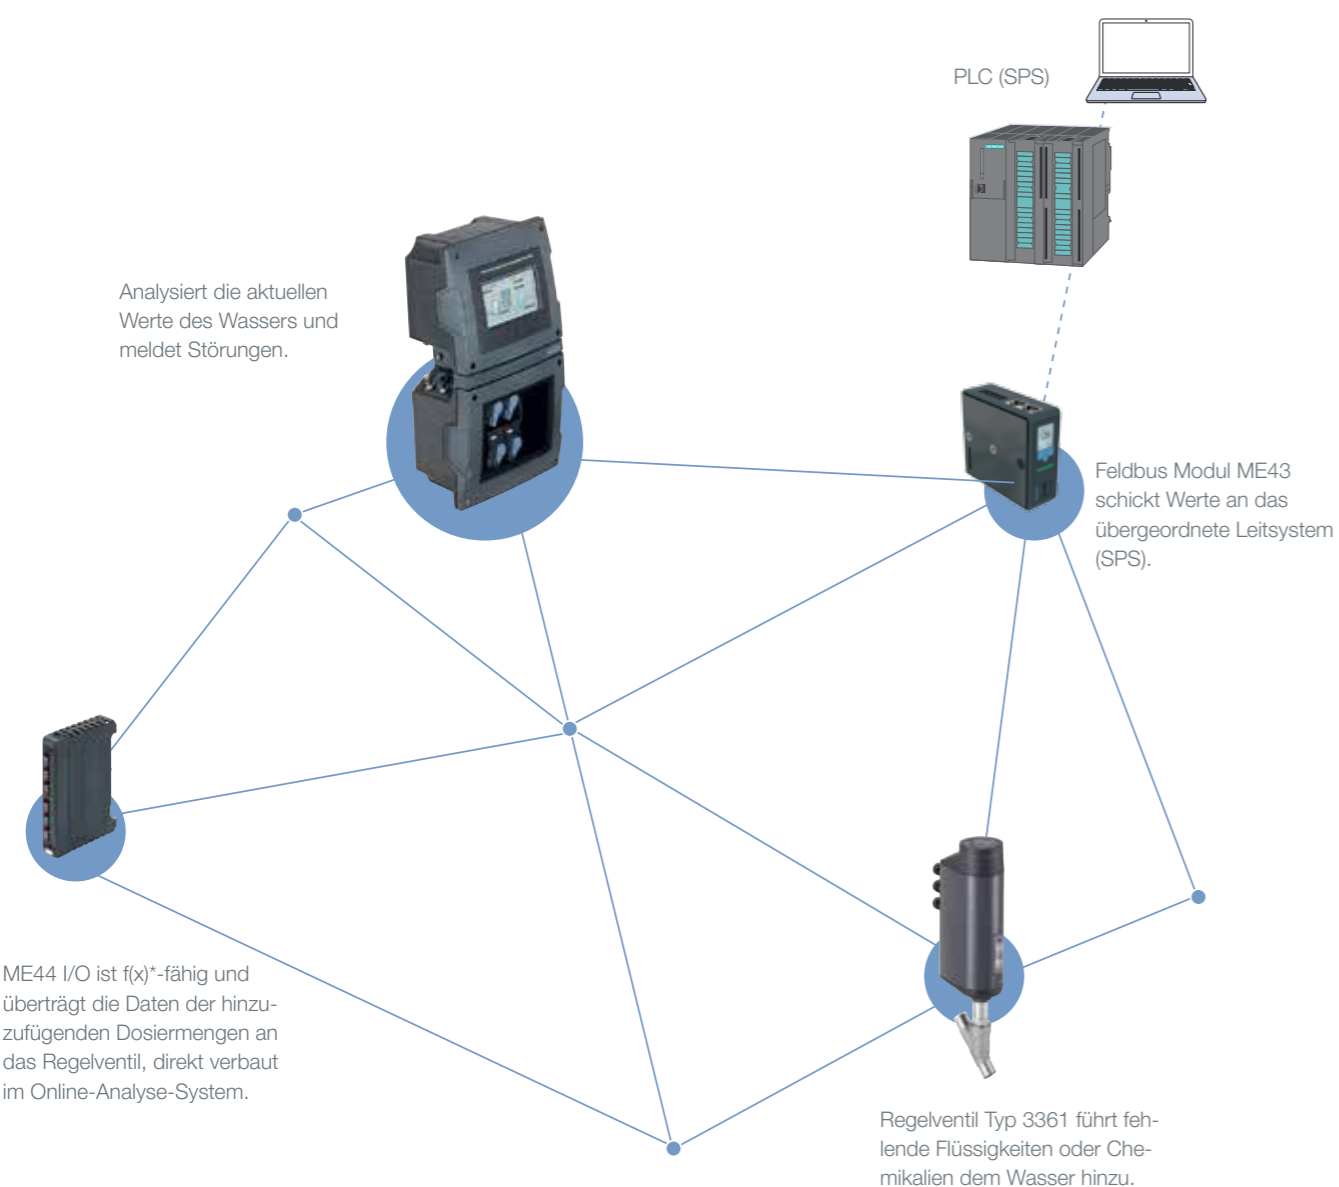 PLC (SPS)
SIEMENS
Analysiert die aktuellen
Werte des Wassers und
meldet Störungen.
Feldbus Modul ME43
schickt Werte an das
übergeordnete Leitsystem
(SPS).
ME44 I/O ist f(x)*-fähig und
überträgt die Daten der hinzu-
zufügenden Dosiermengen an
das Regelventil, direkt verbaut
im Online-Analyse-System.
Regelventil Typ 3361 führt feh-
lende Flüssigkeiten oder Che-
mikalien dem Wasser hinzu.